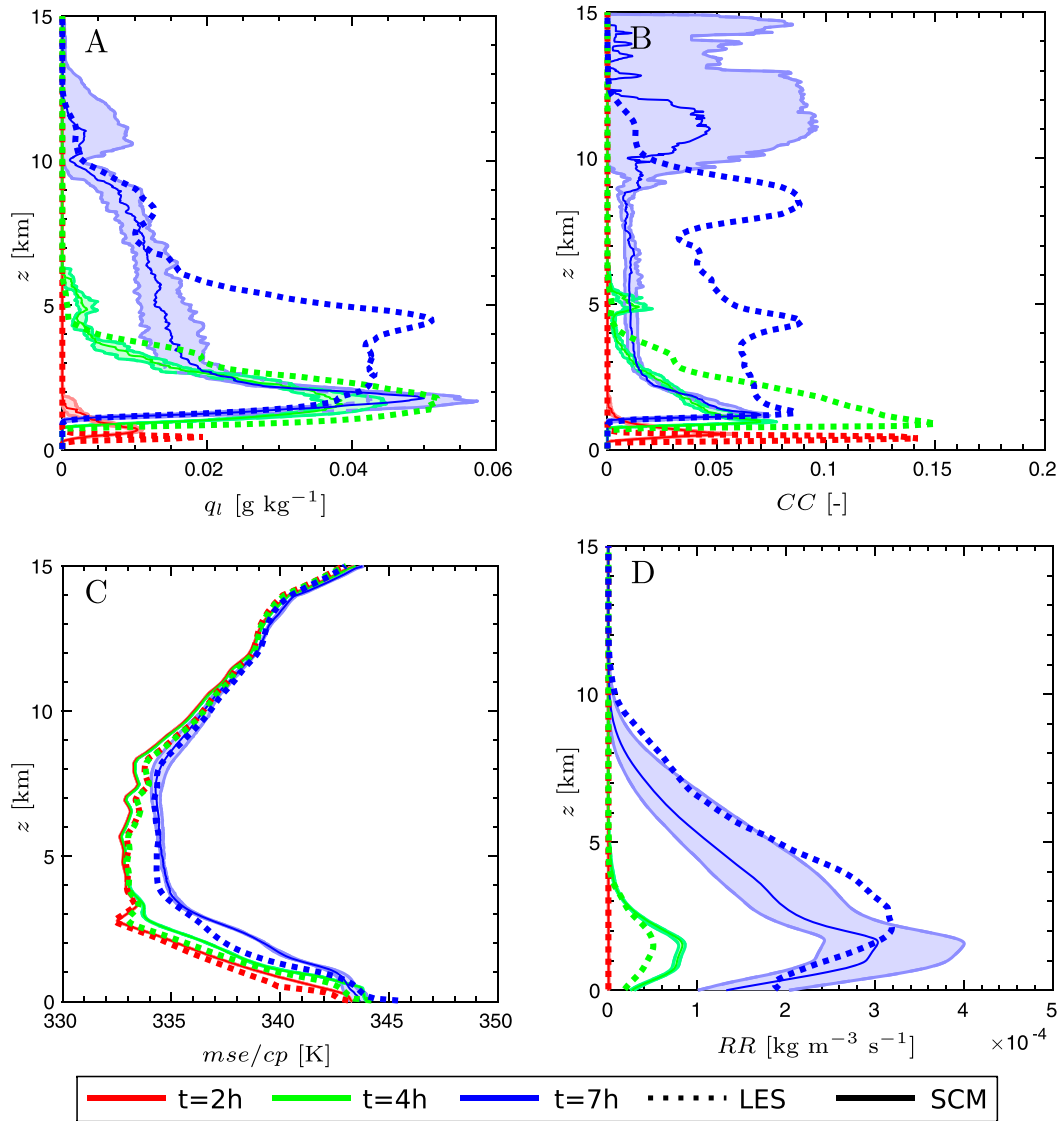 A
B
15
10
5
0
z [km]
0
0.02
0.04
0.06
q_l [g kg⁻¹]
15
10
5
0
z [km]
0
0.05
0.1
0.15
0.2
CC [-]
C
D
15
10
5
0
z [km]
330
335
340
345
350
mse/cp [K]
15
10
5
0
z [km]
0
1
2
3
4
5
RR [kg m⁻³ s⁻¹]
×10⁻⁴
t=2h t=4h t=7h LES SCM